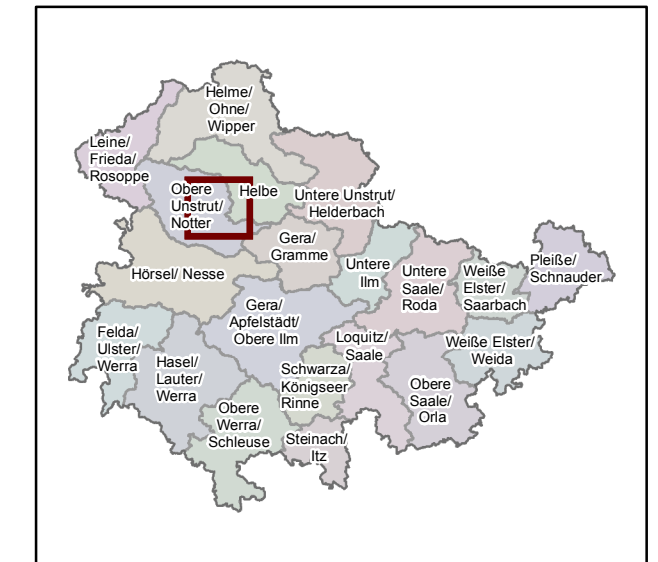 Helme/
Ohne/
Wipper
Leine/
Frieda/
Rosoppe
Obere
Unstrut/
Notter
Helbe
Untere Unstrut/
Helderbach
Gera/
Gramme
Hörsel/ Nesse
Untere
Ilm
Untere
Saale/
Roda
Weiße
Elster/
Saarbach
Pleiße/
Schnauder
Felda/
Ulster/
Werra
Hasel/
Lauter/
Werra
Gera/
Apfelstädt/
Obere Ilm
Loquitz/
Saale
Weiße Elster/
Weida
Schwarza/
Königseer
Rinne
Obere
Saale/
Orla
Obere
Werra/
Schleuse
Steinach/
Itz